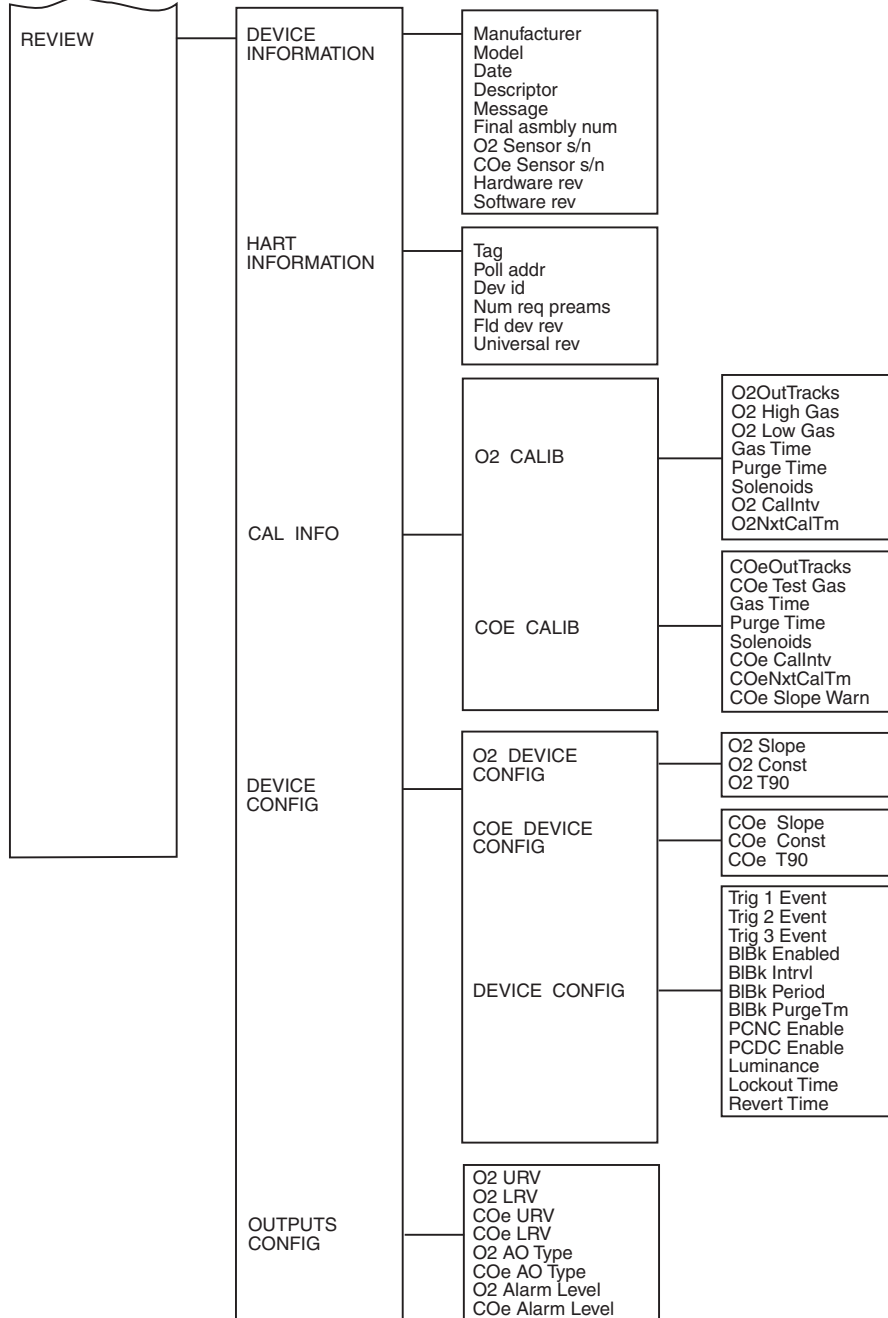 REVIEW
DEVICE
INFORMATION
Manufacturer
Model
Date
Descriptor
Message
Final asmbly num
O2 Sensor s/n
COe Sensor s/n
Hardware rev
Software rev
HART
INFORMATION
Tag
Poll addr
Dev id
Num req preams
Fld dev rev
Universal rev
CAL INFO
O2 CALIB
O2OutTracks
O2 High Gas
O2 Low Gas
Gas Time
Purge Time
Solenoids
O2 CalIntv
O2NxtCalTm
COE CALIB
COeOutTracks
COe Test Gas
Gas Time
Purge Time
Solenoids
COe CalIntv
COeNxtCalTm
COe Slope Warn
DEVICE
CONFIG
O2 DEVICE
CONFIG
O2 Slope
O2 Const
O2 T90
COE DEVICE
CONFIG
COe Slope
COe Const
COe T90
DEVICE CONFIG
Trig 1 Event
Trig 2 Event
Trig 3 Event
BlBk Enabled
BlBk Intrvl
BlBk Period
BlBk PurgeTm
PCNC Enable
PCDC Enable
Luminance
Lockout Time
Revert Time
OUTPUTS
CONFIG
O2 URV
O2 LRV
COe URV
COe LRV
O2 AO Type
COe AO Type
O2 Alarm Level
COe Alarm Level